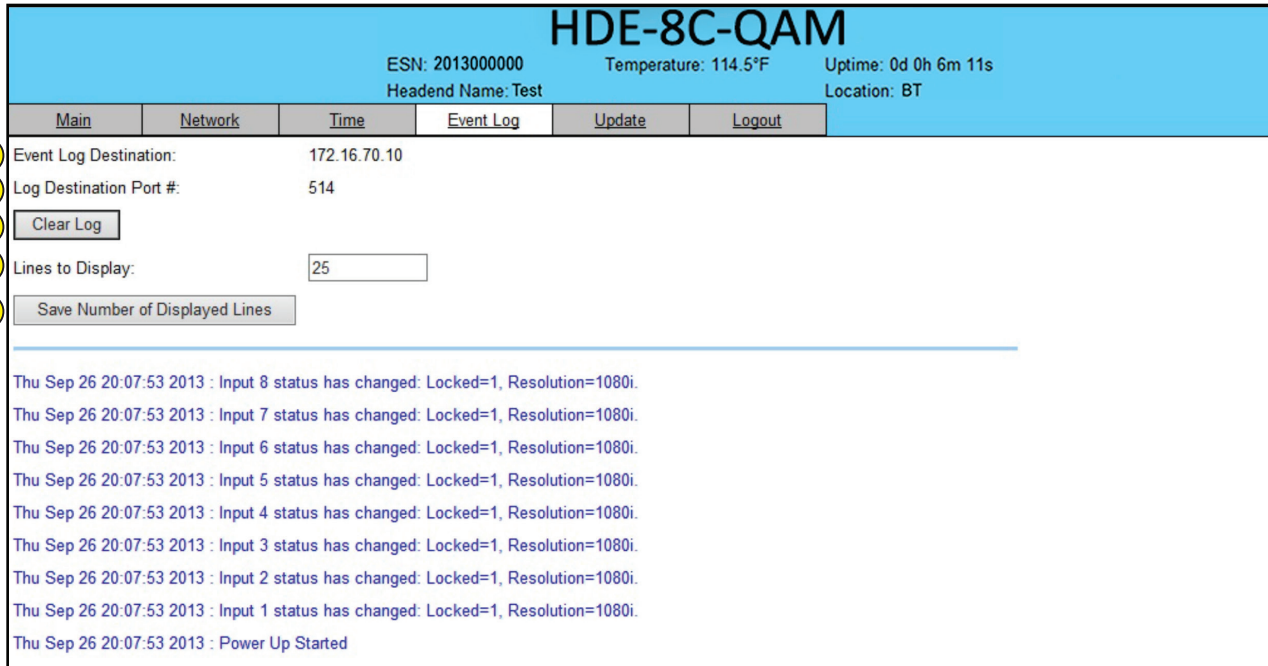 HDE-8C-QAM
ESN: 2013000000 Temperature: 114.5°F Uptime: 0d 0h 6m 11s
Headend Name: Test Location: BT
Main Network Time Event Log Update Logout
Event Log Destination: 172.16.70.10
Log Destination Port #: 514
Clear Log
Lines to Display: 25
Save Number of Displayed Lines
Thu Sep 26 20:07:53 2013 : Input 8 status has changed: Locked=1, Resolution=1080i.
Thu Sep 26 20:07:53 2013 : Input 7 status has changed: Locked=1, Resolution=1080i.
Thu Sep 26 20:07:53 2013 : Input 6 status has changed: Locked=1, Resolution=1080i.
Thu Sep 26 20:07:53 2013 : Input 5 status has changed: Locked=1, Resolution=1080i.
Thu Sep 26 20:07:53 2013 : Input 4 status has changed: Locked=1, Resolution=1080i.
Thu Sep 26 20:07:53 2013 : Input 3 status has changed: Locked=1, Resolution=1080i.
Thu Sep 26 20:07:53 2013 : Input 2 status has changed: Locked=1, Resolution=1080i.
Thu Sep 26 20:07:53 2013 : Input 1 status has changed: Locked=1, Resolution=1080i.
Thu Sep 26 20:07:53 2013 : Power Up Started